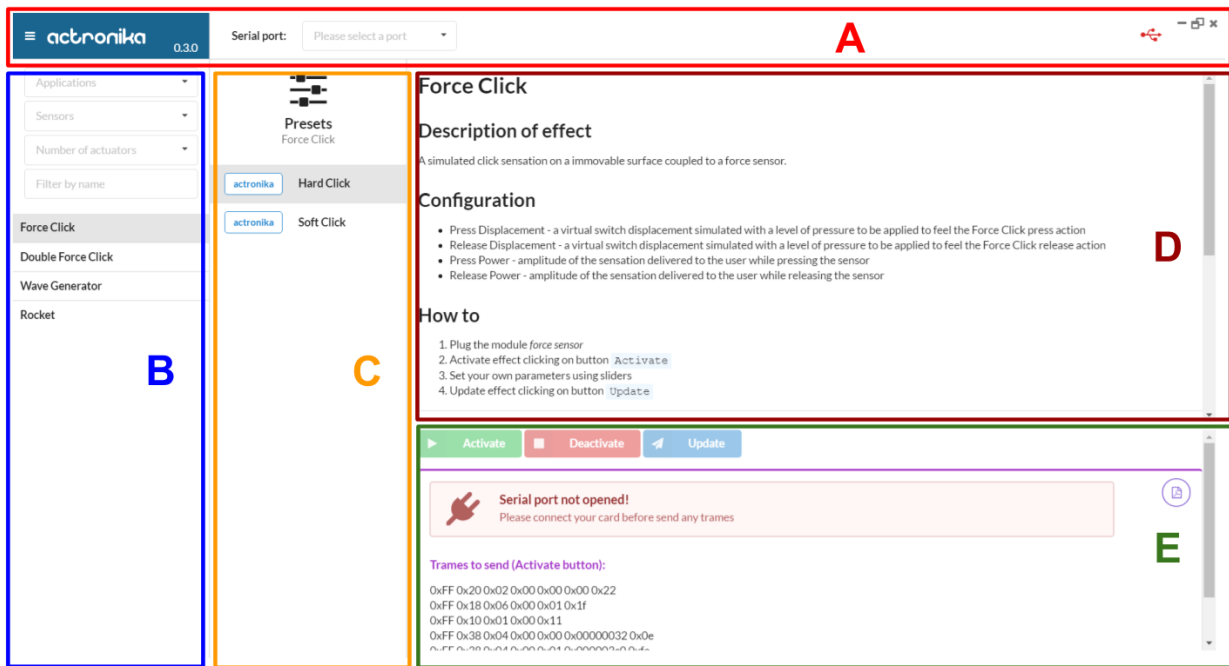 actronika
0.3.0
Serial port:
Please select a port
A
Applications
Sensors
Number of actuators
Filter by name
Force Click
Double Force Click
Wave Generator
Rocket
B
Presets
Force Click
actronika Hard Click
actronika Soft Click
C
Force Click
Description of effect
A simulated click sensation on a immovable surface coupled to a force sensor.
Configuration
• Press Displacement - a virtual switch displacement simulated with a level of pressure to be applied to feel the Force Click press action
• Release Displacement - a virtual switch displacement simulated with a level of pressure to be applied to feel the Force Click release action
• Press Power - amplitude of the sensation delivered to the user while pressing the sensor
• Release Power - amplitude of the sensation delivered to the user while releasing the sensor
D
How to
1. Plug the module force sensor
2. Activate effect clicking on button Activate
3. Set your own parameters using sliders
4. Update effect clicking on button Update
Activate Deactivate Update
Serial port not opened!
Please connect your card before send any trames
E
Trames to send (Activate button):
0xFF 0x20 0x02 0x00 0x00 0x00 0x22
0xFF 0x18 0x06 0x00 0x01 0x1f
0xFF 0x10 0x01 0x00 0x11
0xFF 0x38 0x04 0x00 0x00 0x00000032 0x0e